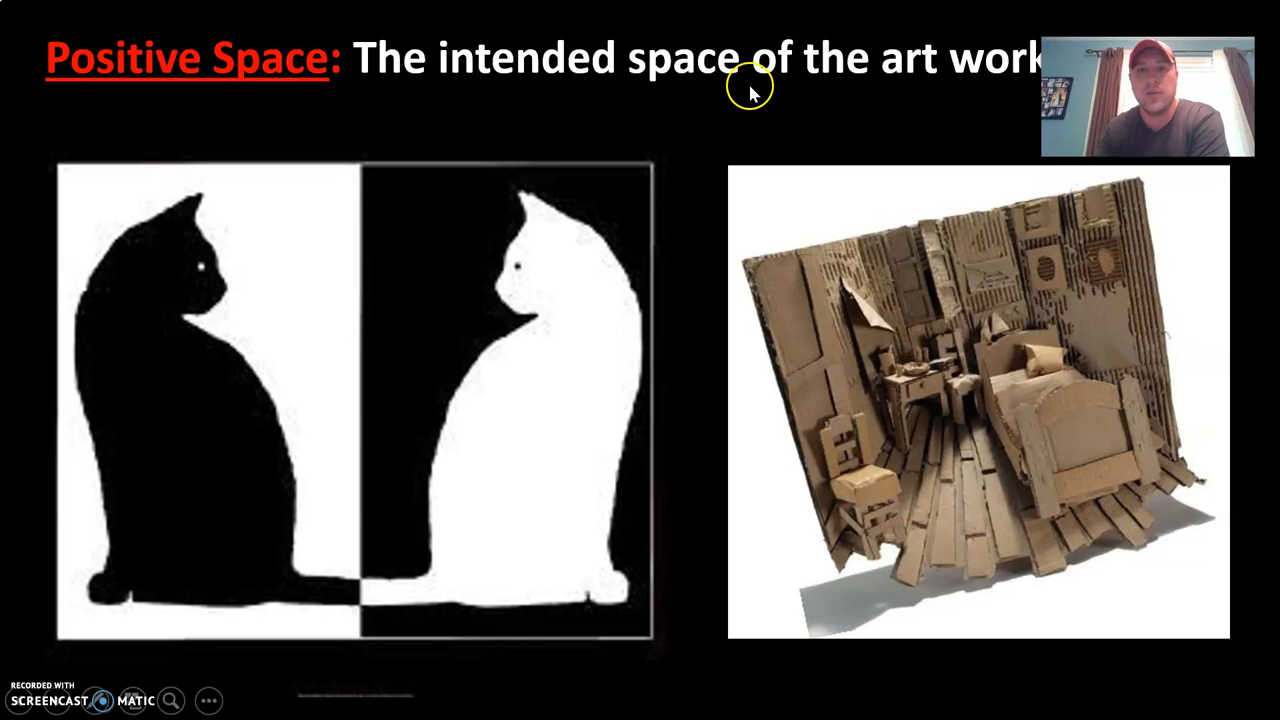 Positive Space: The intended space of the art work
RECORDED WITH
SCREENCAST MATIC